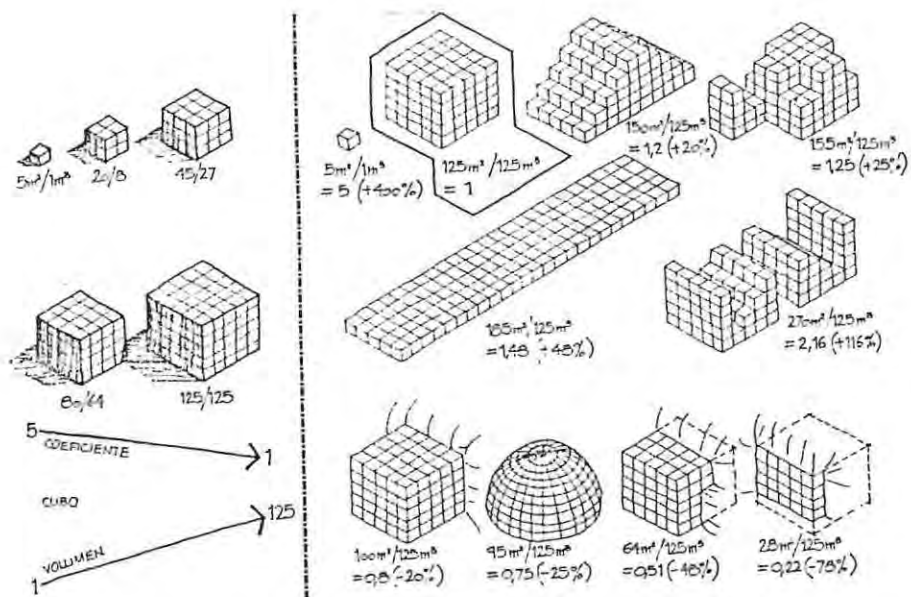 5m²/1m³
20/8
45/27
80/64
125/125
5
COEFICIENTE
1
CUBO
125
VOLUMEN
1
5m²/1m³
= 5 (+400%)
125m²/125m³
= 1
150m²/125m³
= 1,2 (+20%)
155m²/125m³
= 1,25 (+25%)
185m²/125m³
= 1,48 (+48%)
270m²/125m³
= 2,16 (+116%)
100m²/125m³
= 0,8 (-20%)
95m²/125m³
= 0,75 (-25%)
64m²/125m³
= 0,51 (-48%)
28m²/125m³
= 0,22 (-78%)